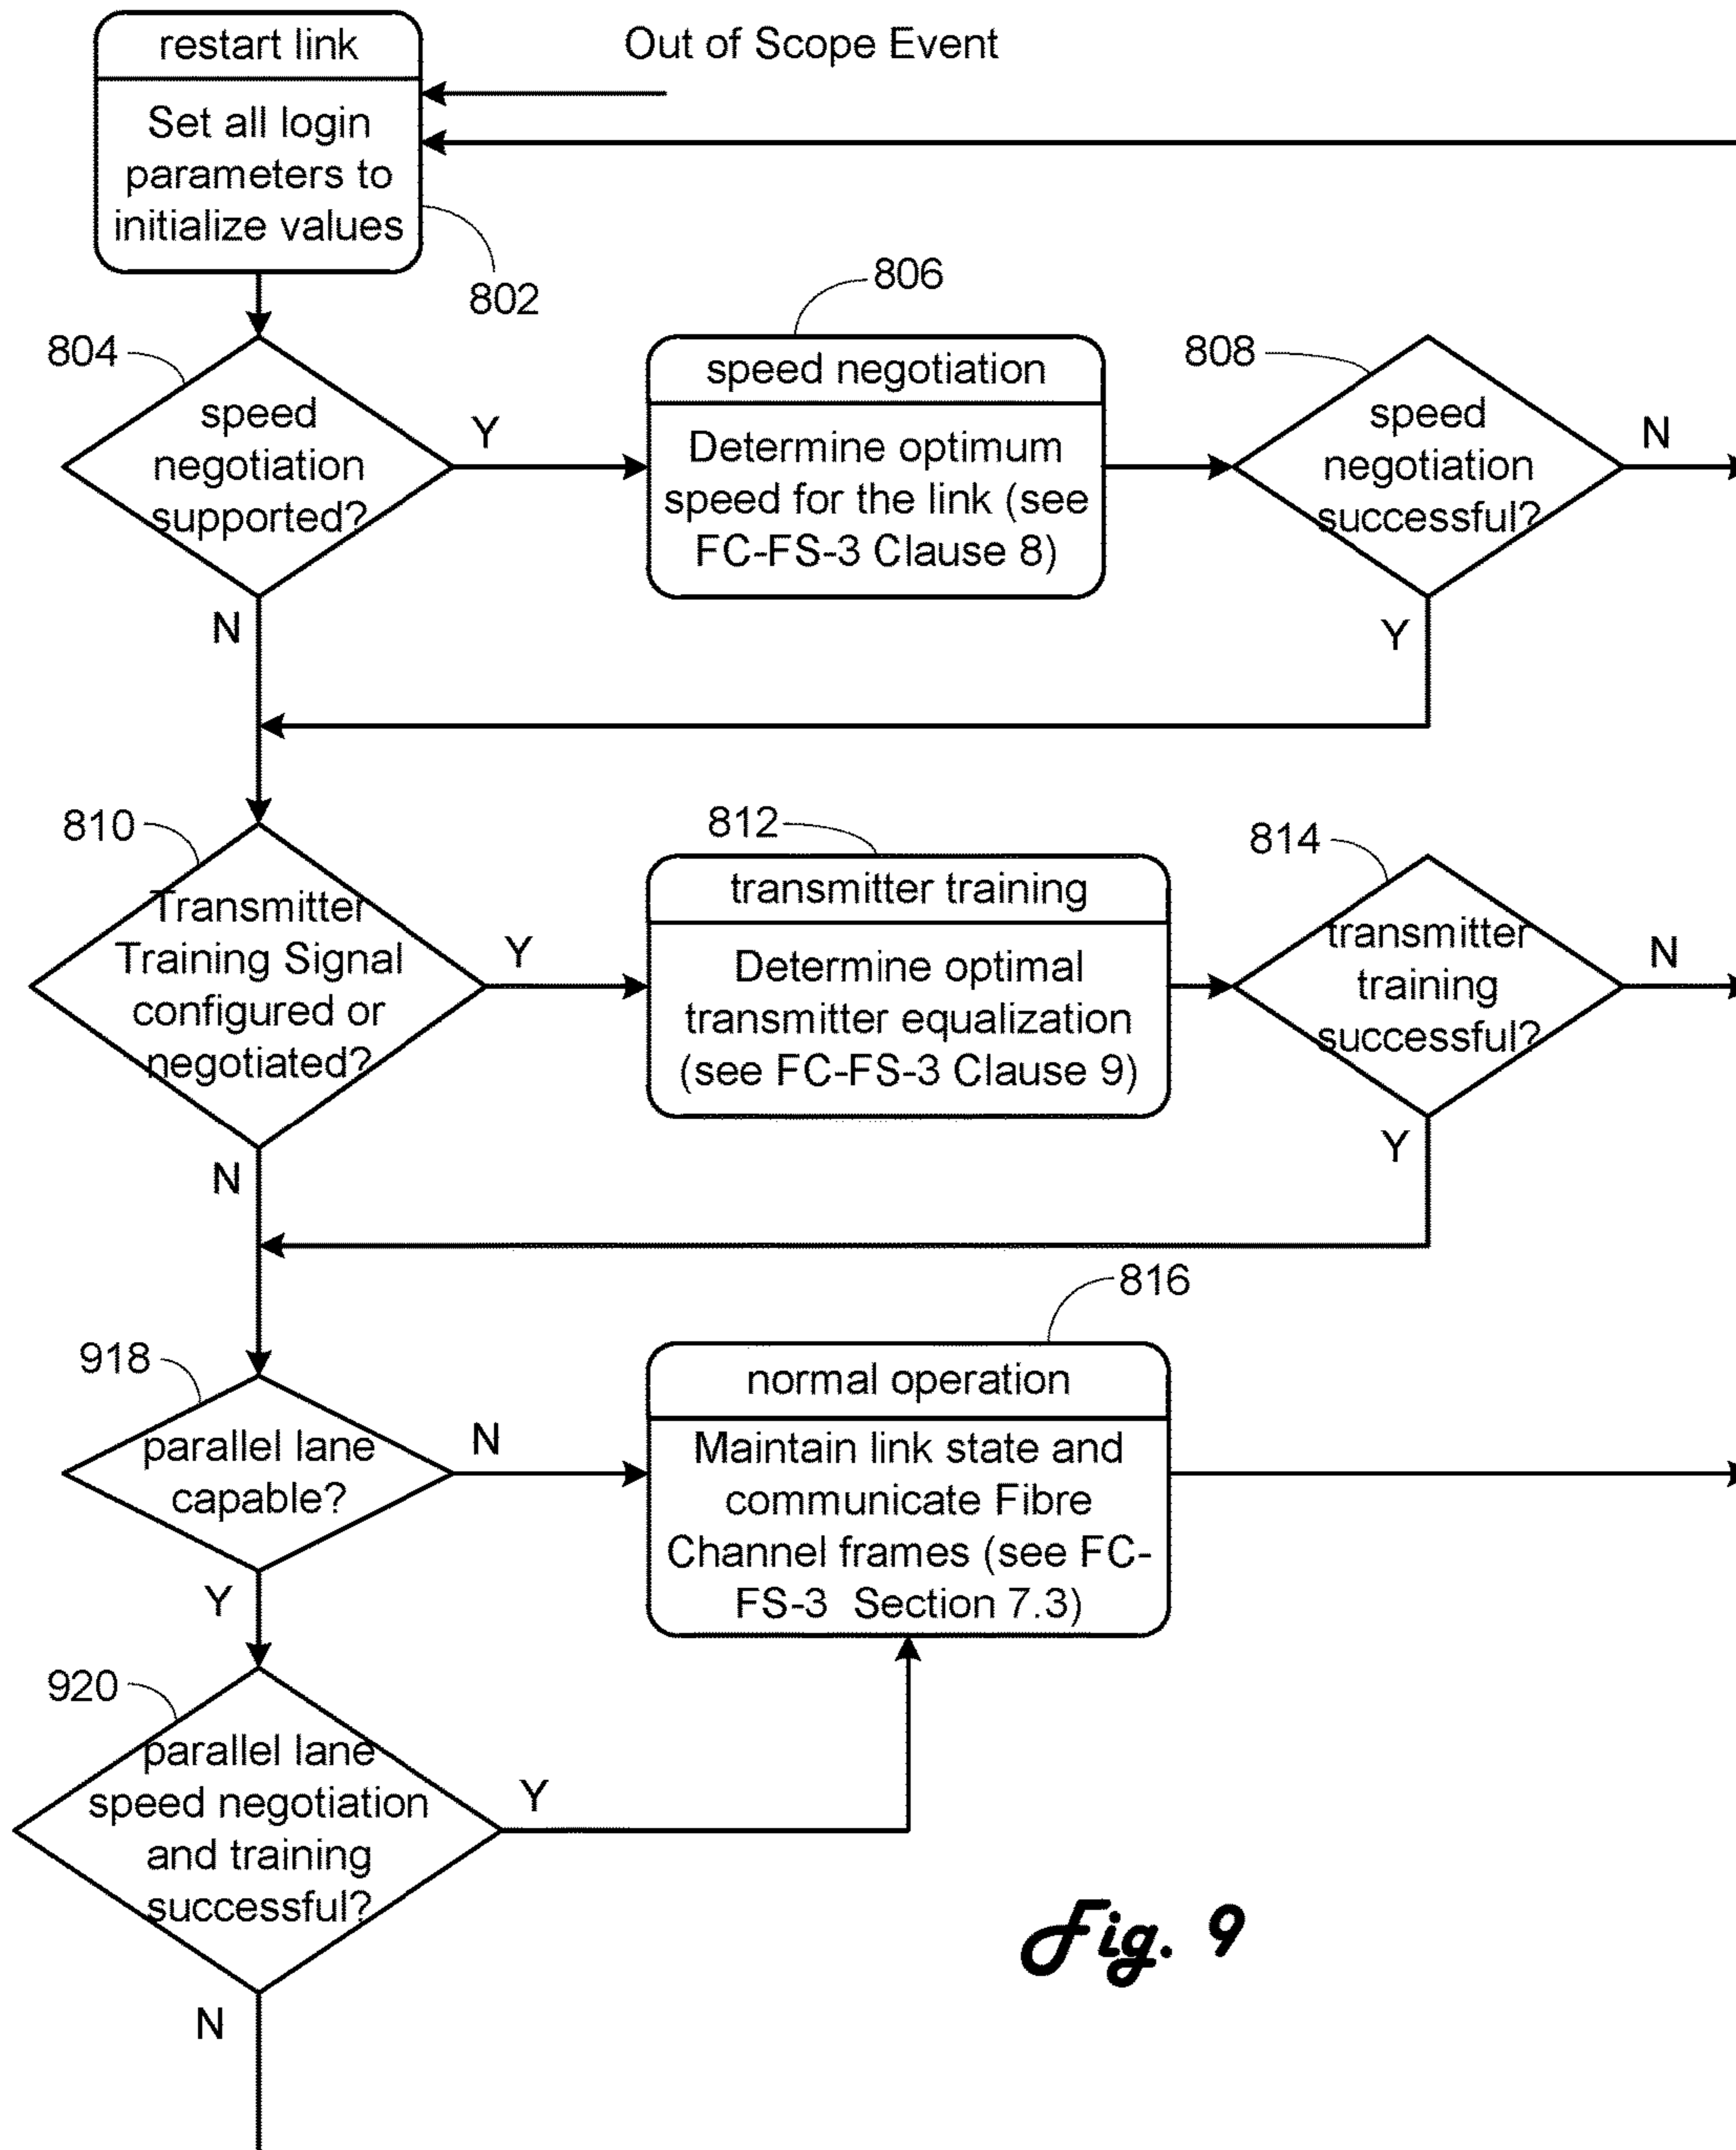 restart link
Out of Scope Event
Set all login
parameters to
initialize values
802
804
speed
negotiation
supported?
Y
806
speed negotiation
Determine optimum
speed for the link (see
FC-FS-3 Clause 8)
808
speed
negotiation
successful?
N
N
Y
810
Transmitter
Training Signal
configured or
negotiated?
Y
812
transmitter training
Determine optimal
transmitter equalization
(see FC-FS-3 Clause 9)
814
transmitter
training
successful?
N
N
Y
918
parallel lane
capable?
N
816
normal operation
Maintain link state and
communicate Fibre
Channel frames (see FC-
FS-3 Section 7.3)
Y
920
parallel lane
speed negotiation
and training
successful?
Y
N
Fig. 9